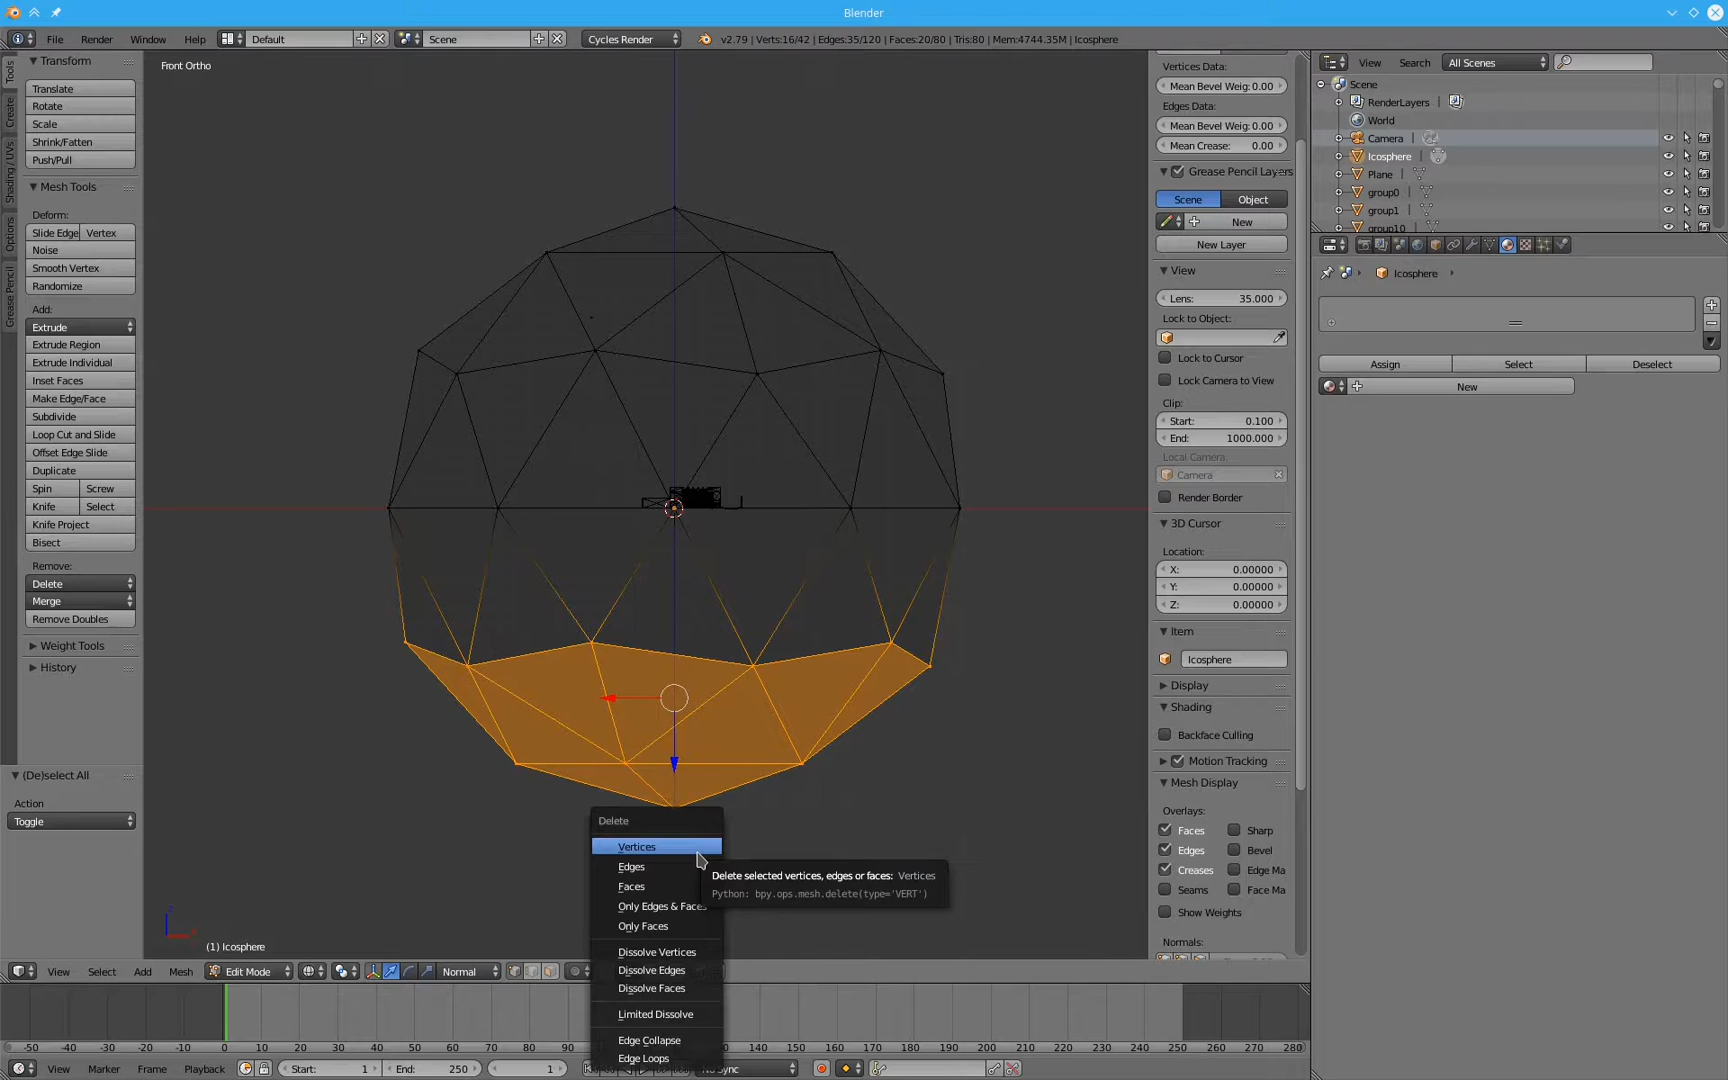 Blender
File Render Window Help Default Scene Cycles Render v2.79 | Verts:16/42 | Edges:35/120 | Faces:20/80 | Tris:80 | Mem:4744.35M | Icosphere
Tools
Create
Shading / UVs
Options
Grease Pencil
Transform
Translate
Rotate
Scale
Shrink/Fatten
Push/Pull
Mesh Tools
Deform:
Slide Edge Vertex
Noise
Smooth Vertex
Randomize
Add:
Extrude
Extrude Region
Extrude Individual
Inset Faces
Make Edge/Face
Subdivide
Loop Cut and Slide
Offset Edge Slide
Duplicate
Spin Screw
Knife Select
Knife Project
Bisect
Remove:
Delete
Merge
Remove Doubles
Weight Tools
History
(De)select All
Action
Toggle
Front Ortho
(1) Icosphere
Delete
Vertices
Edges
Faces
Only Edges & Faces
Only Faces
Dissolve Vertices
Dissolve Edges
Dissolve Faces
Limited Dissolve
Edge Collapse
Edge Loops
Delete selected vertices, edges or faces: Vertices
Python: bpy.ops.mesh.delete(type='VERT')
View Select Add Mesh Edit Mode Normal
Vertices Data:
Mean Bevel Weig: 0.00
Edges Data:
Mean Bevel Weig: 0.00
Mean Crease: 0.00
Grease Pencil Layers
Scene Object
New
New Layer
View
Lens: 35.000
Lock to Object:
Lock to Cursor
Lock Camera to View
Clip:
Start: 0.100
End: 1000.000
Local Camera:
Camera
Render Border
3D Cursor
Location:
X: 0.00000
Y: 0.00000
Z: 0.00000
Item
Icosphere
Display
Shading
Backface Culling
Motion Tracking
Mesh Display
Overlays:
Faces Sharp
Edges Bevel
Creases Edge Ma
Seams Face Ma
Show Weights
Normals:
View Search All Scenes
Scene
RenderLayers
World
Camera
Icosphere
Plane
group0
group1
group10
Icosphere
Assign Select Deselect
New
-50 -40 -30 -20 -10 0 10 20 30 40 50 60 70 80 90 100 110 120 140 150 160 170 180 190 200 210 220 230 240 250 260 270 280
View Marker Frame Playback Start: 1 End: 250 1 No Sync